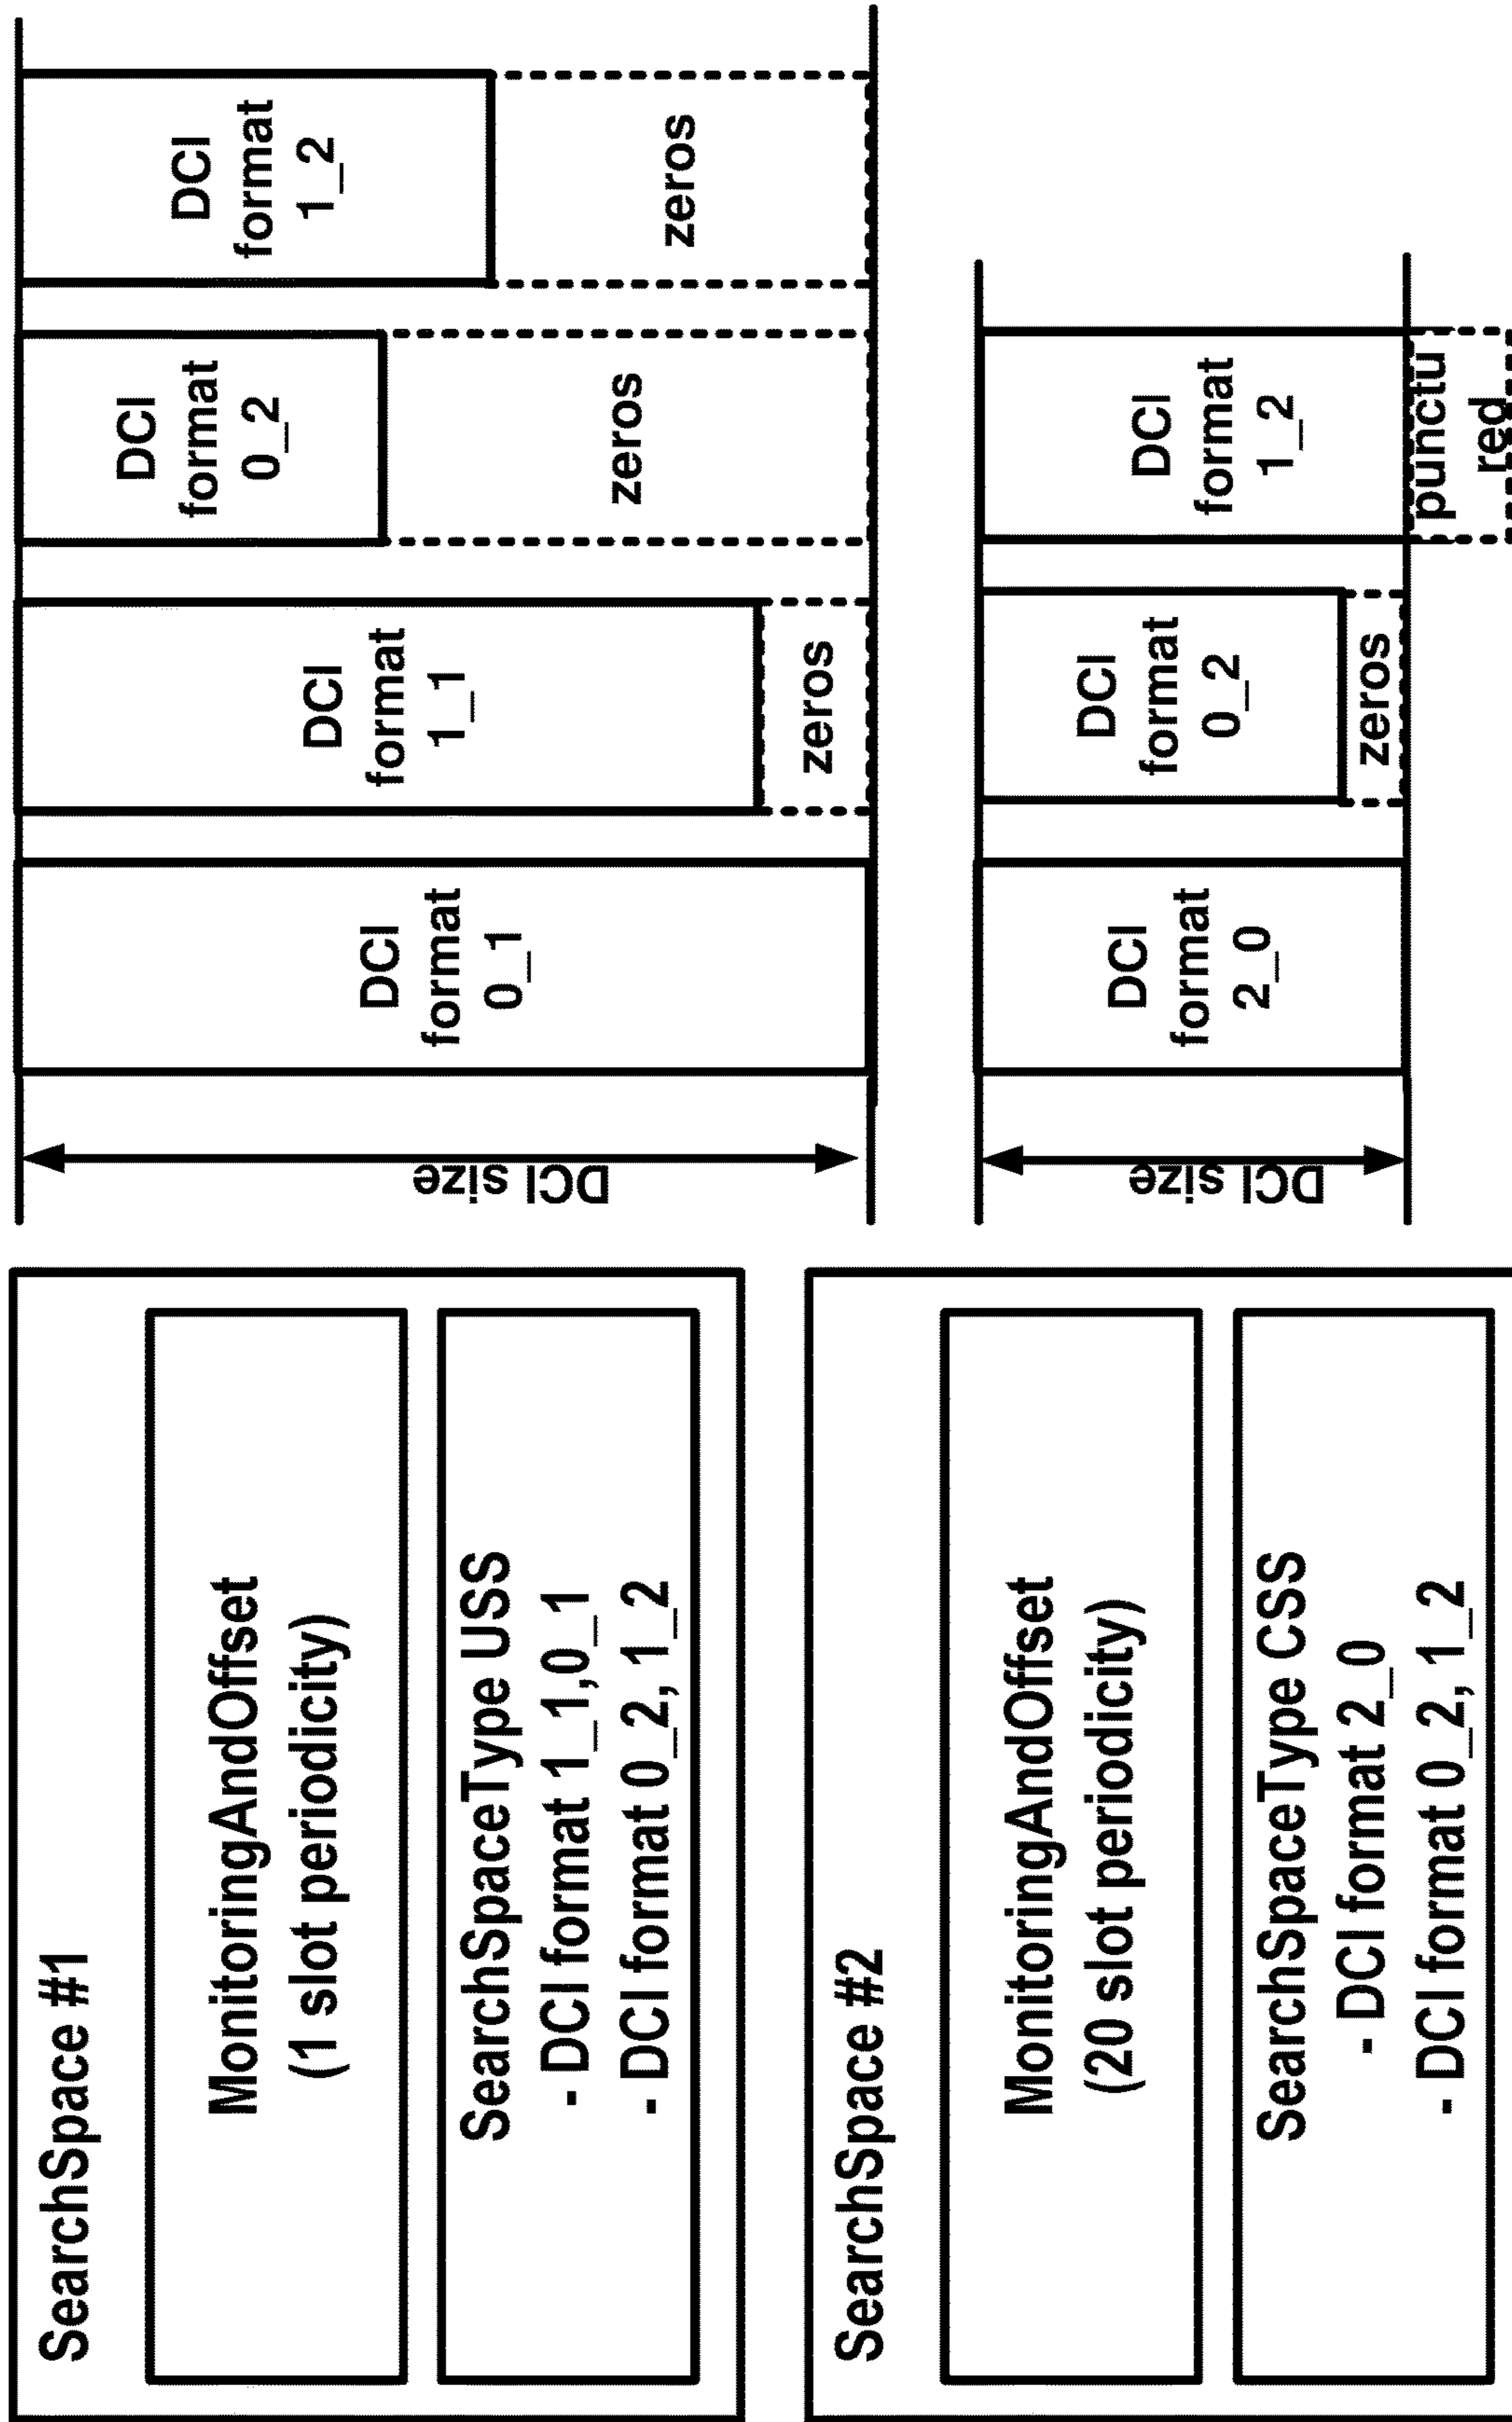 SearchSpace #1
MonitoringAndOffset
(1 slot periodicity)
SearchSpaceType USS
- DCI format 1_1,0_1
- DCI format 0_2, 1_2
DCI size
DCI
format
0_1
DCI
format
1_1
zeros
DCI
format
0_2
zeros
DCI
format
1_2
zeros
SearchSpace #2
MonitoringAndOffset
(20 slot periodicity)
SearchSpaceType CSS
- DCI format 2_0
- DCI format 0_2, 1_2
DCI size
DCI
format
2_0
DCI
format
0_2
zeros
DCI
format
1_2
punctu
red